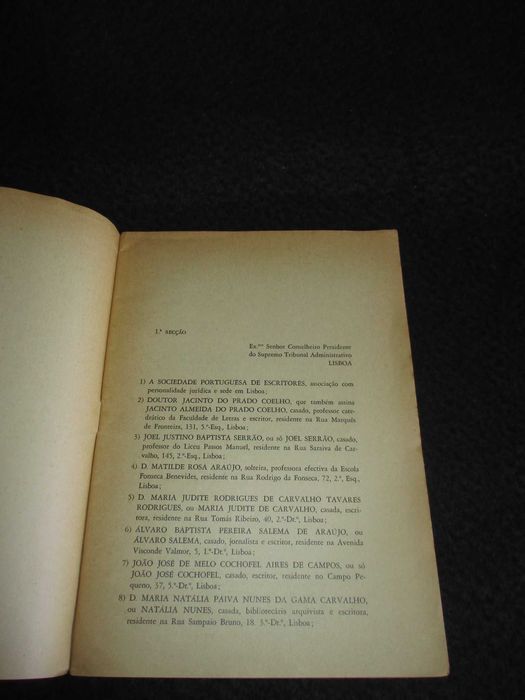 1.ª SECÇÃO
Ex.mo Senhor Conselheiro Presidente
do Supremo Tribunal Administrativo
LISBOA
1) A SOCIEDADE PORTUGUESA DE ESCRITORES, associação com
personalidade jurídica e sede em Lisboa;
2) DOUTOR JACINTO DO PRADO COELHO, que também assina
JACINTO ALMEIDA DO PRADO COELHO, casado, professor cate-
drático da Faculdade de Letras e escritor, residente na Rua Marquês
de Fronteira, 131, 5.º-Esq., Lisboa;
3) JOEL JUSTINO BAPTISTA SERRÃO, ou só JOEL SERRÃO, casado,
professor do Liceu Passos Manuel, residente na Rua Saraiva de Car-
valho, 145, 2.º-Esq., Lisboa;
4) D. MATILDE ROSA ARAÚJO, solteira, professora efectiva da Escola
Fonseca Benevides, residente na Rua Rodrigo da Fonseca, 72, 2.º, Esq.,
Lisboa;
5) D. MARIA JUDITE RODRIGUES DE CARVALHO TAVARES
RODRIGUES, ou MARIA JUDITE DE CARVALHO, casada, escri-
tora, residente na Rua Tomás Ribeiro, 40, 2.º-Dt.º, Lisboa;
6) ÁLVARO BAPTISTA PEREIRA SALEMA DE ARAÚJO, ou
ÁLVARO SALEMA, casado, jornalista e escritor, residente na Avenida
Visconde Valmor, 5, 1.º-Dt.º, Lisboa;
7) JOÃO JOSÉ DE MELO COCHOFEL AIRES DE CAMPOS, ou só
JOÃO JOSÉ COCHOFEL, casado, escritor, residente no Campo Pe-
queno, 57, 5.º-Dt.º, Lisboa;
8) D. MARIA NATÁLIA PAIVA NUNES DA GAMA CARVALHO,
ou NATÁLIA NUNES, casada, bibliotecária arquivista e escritora,
residente na Rua Sampaio Bruno, 18. 3.º-Dt.º, Lisboa;